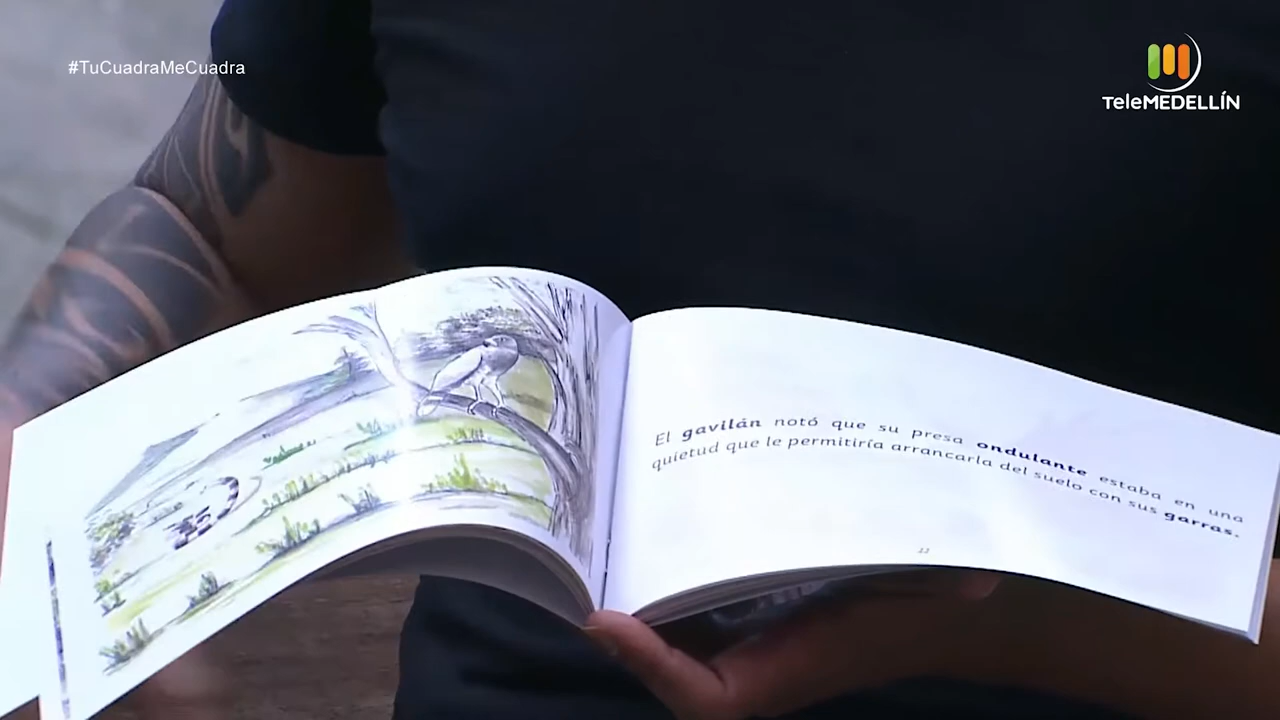 #TuCuadraMeCuadra
TeleMEDELLÍN
El gavilán notó que su presa ondulante estaba en una
quietud que le permitiría arrancarla del suelo con sus garras.